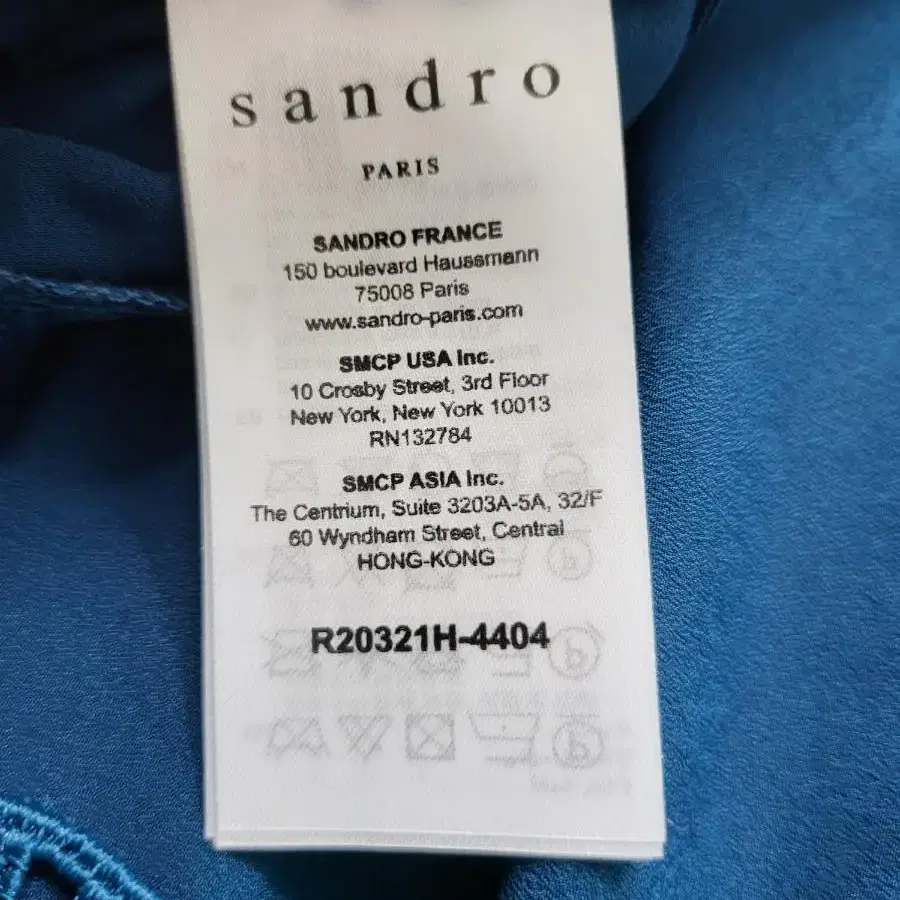 sandro
PARIS
SANDRO FRANCE
150 boulevard Haussmann
75008 Paris
www.sandro-paris.com
SMCP USA Inc.
10 Crosby Street, 3rd Floor
New York, New York 10013
RN132784
SMCP ASIA Inc.
The Centrium, Suite 3203A-5A, 32/F
60 Wyndham Street, Central
HONG-KONG
R20321H-4404